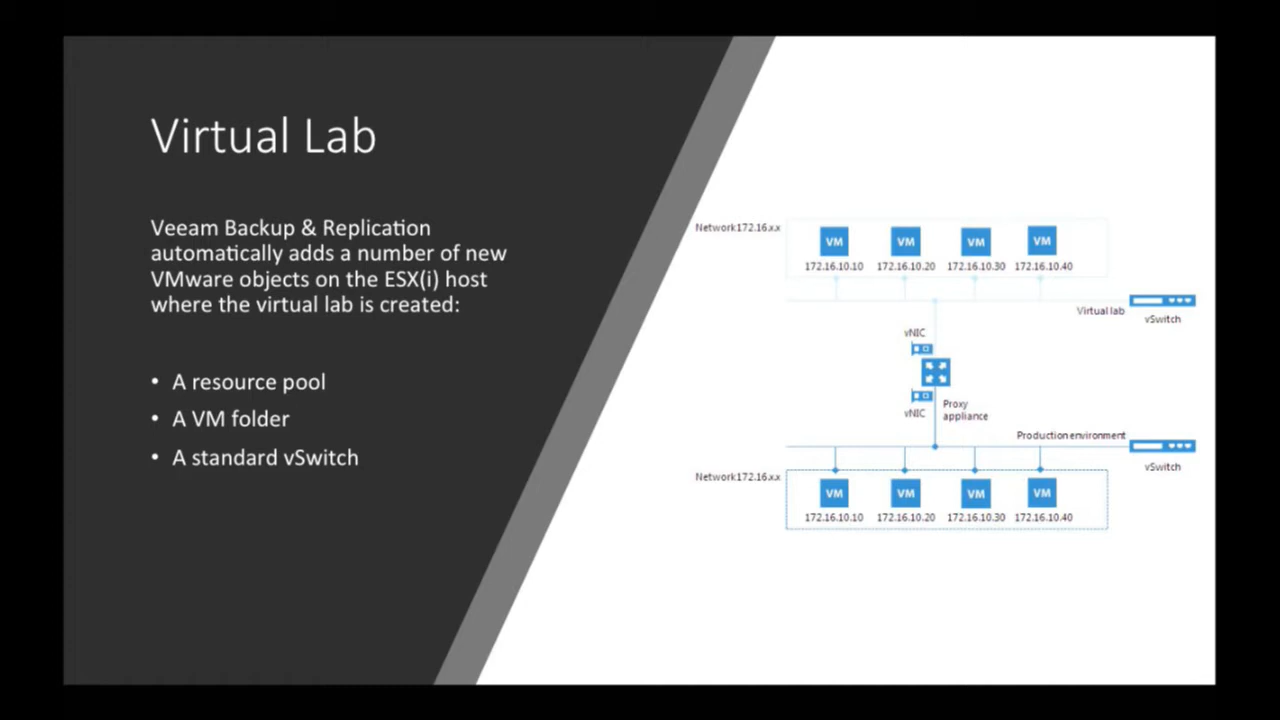 Virtual Lab
Veeam Backup & Replication
automatically adds a number of new
VMware objects on the ESX(i) host
where the virtual lab is created:
• A resource pool
• A VM folder
• A standard vSwitch
Network172.16.x.x
VM VM VM VM
172.16.10.10 172.16.10.20 172.16.10.30 172.16.10.40
Virtual lab
vSwitch
vNIC
Proxy
appliance
vNIC
Production environment
vSwitch
Network172.16.x.x
VM VM VM VM
172.16.10.10 172.16.10.20 172.16.10.30 172.16.10.40